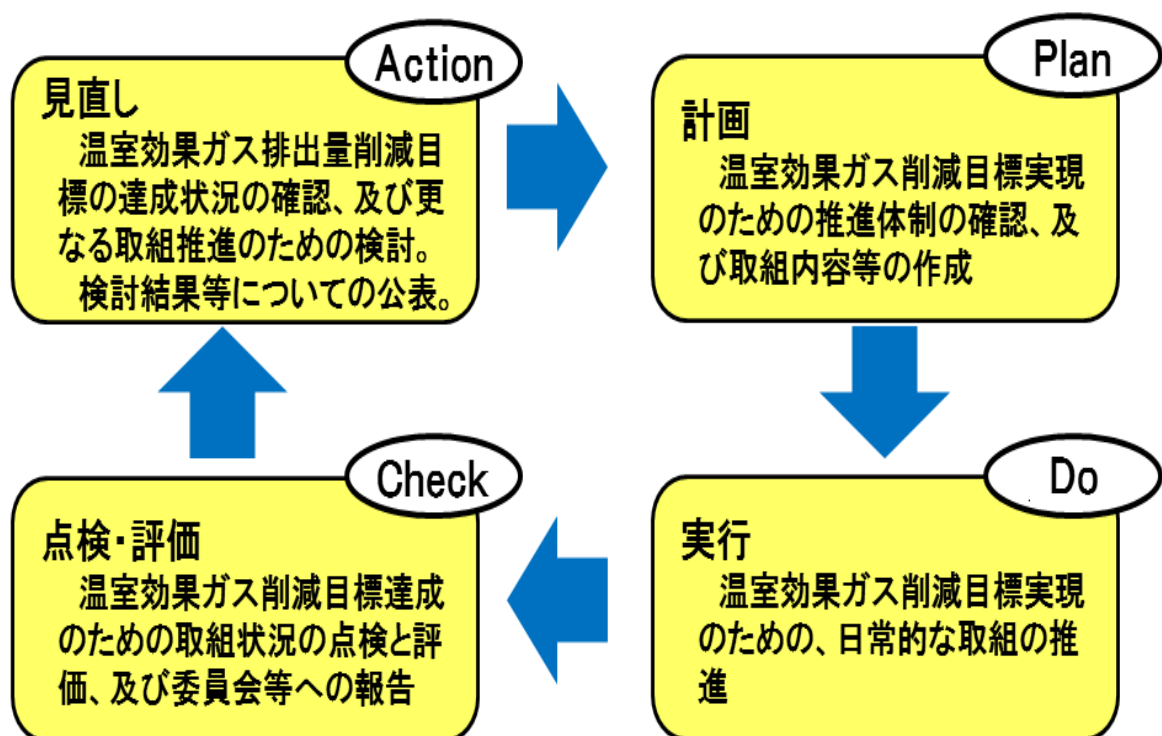 Action
見直し
温室効果ガス排出量削減目
標の達成状況の確認、及び更
なる取組推進のための検討。
検討結果等についての公表。
Plan
計画
温室効果ガス削減目標実現
のための推進体制の確認、及
び取組内容等の作成
Check
点検・評価
温室効果ガス削減目標達成
のための取組状況の点検と評
価、及び委員会等への報告
Do
実行
温室効果ガス削減目標実現
のための、日常的な取組の推
進